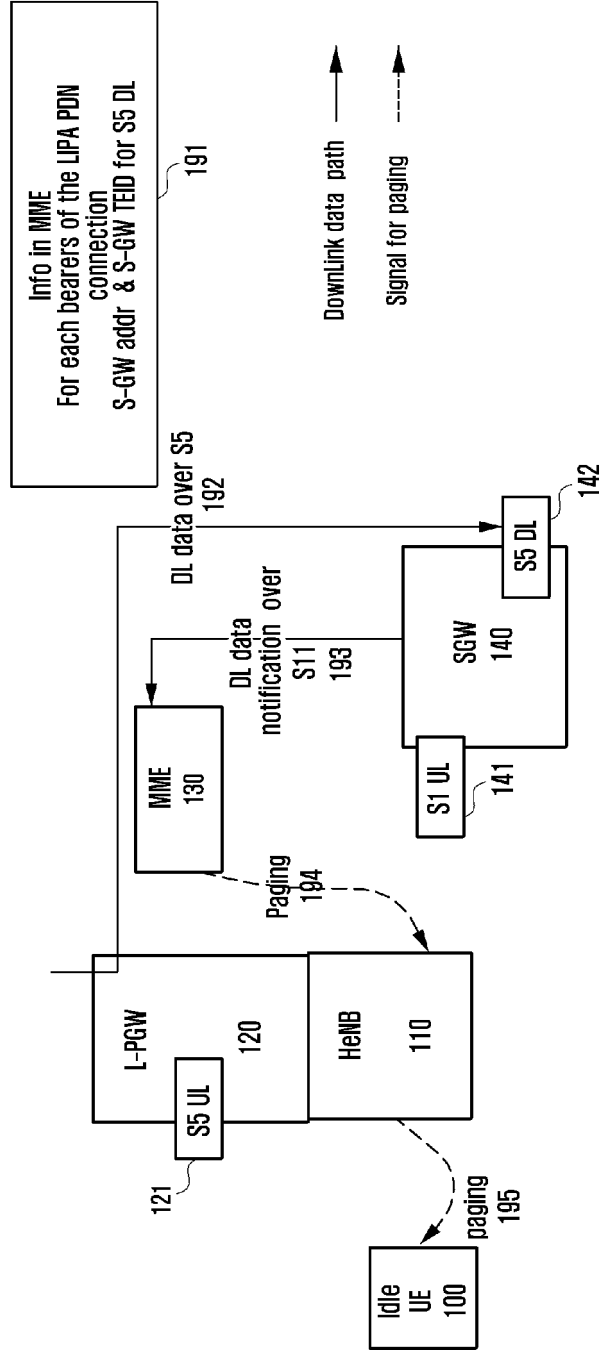 Info in MME
For each bearers of the LIPA PDN
connection
S-GW addr & S-GW TEID for S5 DL
191
DL data over S5
192
DL data
notification over
S11
193
MME
130
Paging
194
L-PGW
120
S5 UL
121
HeNB
110
paging
195
Idle
UE
100
SGW
140
S1 UL
141
S5 DL
142
DownLink data path
Signal for paging